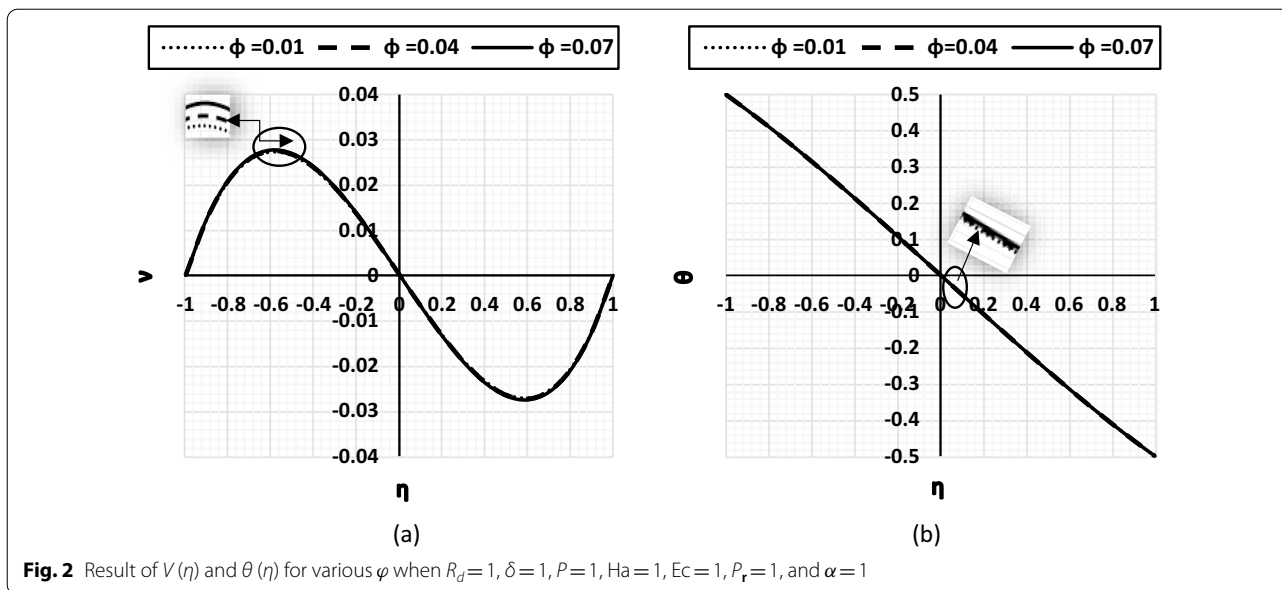 ϕ =0.01 ϕ =0.04 ϕ =0.07
0.04
0.03
0.02
0.01
0
-1 -0.8 -0.6 -0.4 -0.2 0 0.2 0.4 0.6 0.8 1
-0.01
-0.02
-0.03
-0.04
V
η
(a)
ϕ =0.01 ϕ=0.04 ϕ =0.07
0.5
0.4
0.3
0.2
0.1
0
-1 -0.8 -0.6 -0.4 -0.2 0 0.2 0.4 0.6 0.8 1
-0.1
-0.2
-0.3
-0.4
-0.5
θ
η
(b)
Fig. 2 Result of V (η) and θ (η) for various φ when Rd = 1, δ = 1, P = 1, Ha = 1, Ec = 1, Pr = 1, and α = 1